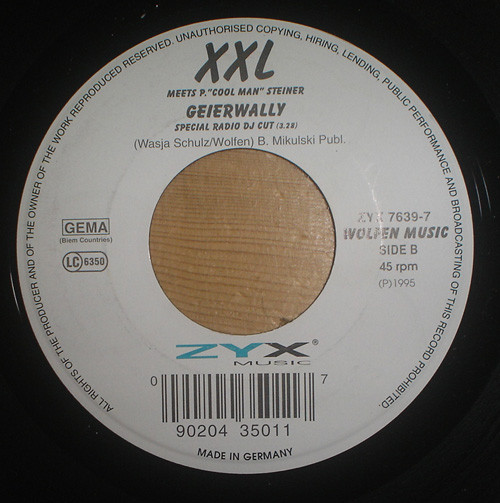 ALL RIGHTS OF THE PRODUCER AND OF THE OWNER OF THE WORK REPRODUCED RESERVED. UNAUTHORISED COPYING, HIRING, LENDING, PUBLIC PERFORMANCE AND BROADCASTING OF THIS RECORD PROHIBITED
XXL
MEETS P. "COOL MAN" STEINER
GEIERWALLY
SPECIAL RADIO DJ CUT (3.28)
(Wasja Schulz/Wolfen) B. Mikulski Publ.
GEMA
(Biem Countries)
LC 6350
ZYX 7639-7
WOLFEN MUSIC
SIDE B
45 rpm
(P)1995
ZYX®
MUSIC
0 90204 35011 7
MADE IN GERMANY